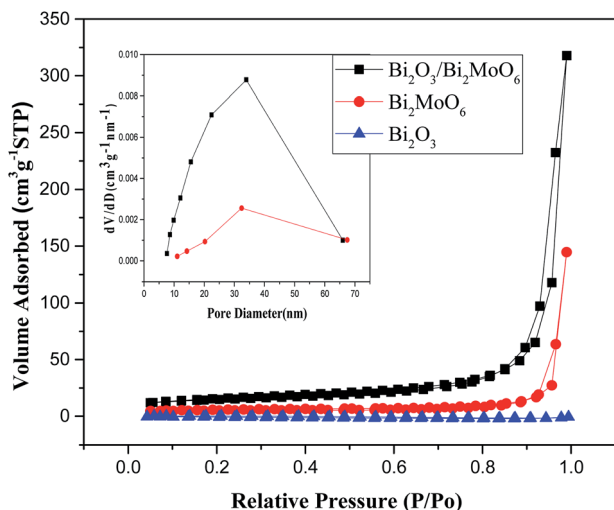 350
300
250
200
150
100
50
0
0.0 0.2 0.4 0.6 0.8 1.0
Volume Adsorbed (cm³g⁻¹STP)
Relative Pressure (P/Po)
Bi₂O₃/Bi₂MoO₆
Bi₂MoO₆
Bi₂O₃
0.010
0.008
0.006
0.004
0.002
0.000
0 10 20 30 40 50 60 70
dV/dD (cm³g⁻¹nm⁻¹)
Pore Diameter(nm)